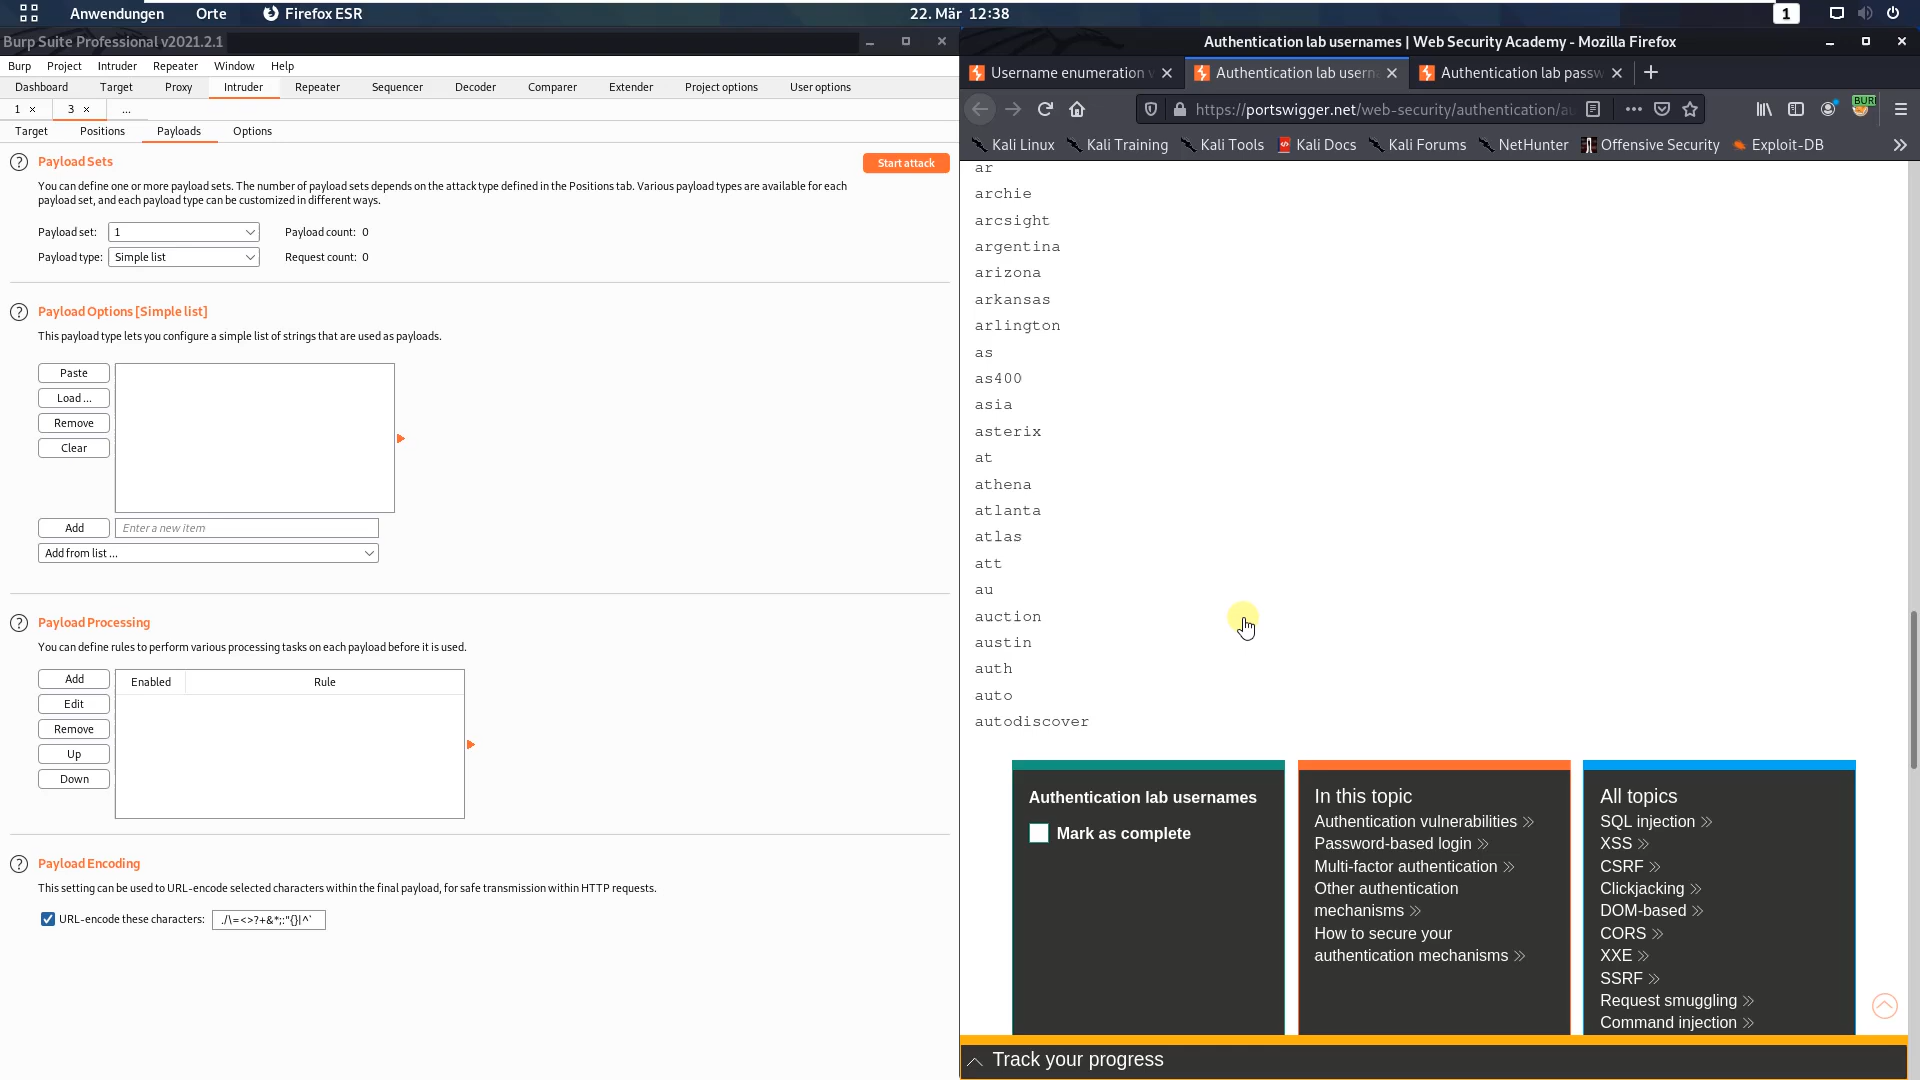 Anwendungen Orte Firefox ESR 22. Mär 12:38 1
Burp Suite Professional v2021.2.1
Burp Project Intruder Repeater Window Help
Dashboard Target Proxy Intruder Repeater Sequencer Decoder Comparer Extender Project options User options
1 × 3 × ...
Target Positions Payloads Options
Payload Sets
Start attack
You can define one or more payload sets. The number of payload sets depends on the attack type defined in the Positions tab. Various payload types are available for each
payload set, and each payload type can be customized in different ways.
Payload set: 1 Payload count: 0
Payload type: Simple list Request count: 0
Payload Options [Simple list]
This payload type lets you configure a simple list of strings that are used as payloads.
Paste
Load ...
Remove
Clear
Add Enter a new item
Add from list ...
Payload Processing
You can define rules to perform various processing tasks on each payload before it is used.
Add Enabled Rule
Edit
Remove
Up
Down
Payload Encoding
This setting can be used to URL-encode selected characters within the final payload, for safe transmission within HTTP requests.
URL-encode these characters: ./\=<>?+&*;:"{}|^`
Authentication lab usernames | Web Security Academy - Mozilla Firefox
Username enumeration v Authentication lab usern Authentication lab passw
https://portswigger.net/web-security/authentication/au
BURP
Kali Linux Kali Training Kali Tools Kali Docs Kali Forums NetHunter Offensive Security Exploit-DB
ar
archie
arcsight
argentina
arizona
arkansas
arlington
as
as400
asia
asterix
at
athena
atlanta
atlas
att
au
auction
austin
auth
auto
autodiscover
Authentication lab usernames
Mark as complete
In this topic
Authentication vulnerabilities
Password-based login
Multi-factor authentication
Other authentication
mechanisms
How to secure your
authentication mechanisms
All topics
SQL injection
XSS
CSRF
Clickjacking
DOM-based
CORS
XXE
SSRF
Request smuggling
Command injection
Track your progress